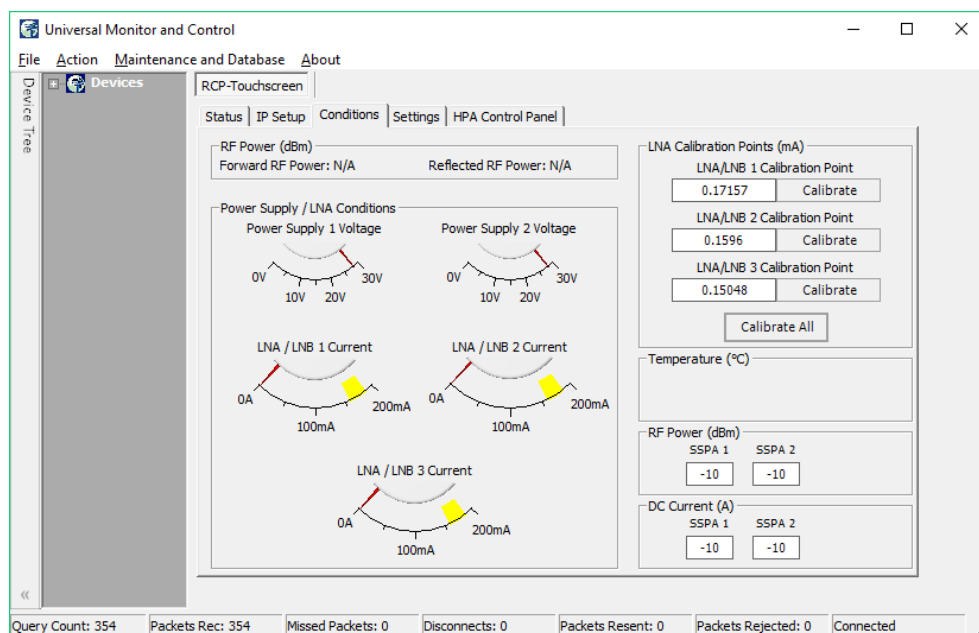 Universal Monitor and Control
File Action Maintenance and Database About
Device Tree
Devices
RCP-Touchscreen
Status IP Setup Conditions Settings HPA Control Panel
RF Power (dBm)
Forward RF Power: N/A Reflected RF Power: N/A
Power Supply / LNA Conditions
Power Supply 1 Voltage Power Supply 2 Voltage
0V 10V 20V 30V 0V 10V 20V 30V
LNA / LNB 1 Current LNA / LNB 2 Current
0A 100mA 200mA 0A 100mA 200mA
LNA / LNB 3 Current
0A 100mA 200mA
LNA Calibration Points (mA)
LNA/LNB 1 Calibration Point
0.17157 Calibrate
LNA/LNB 2 Calibration Point
0.1596 Calibrate
LNA/LNB 3 Calibration Point
0.15048 Calibrate
Calibrate All
Temperature (°C)
RF Power (dBm)
SSPA 1 SSPA 2
-10 -10
DC Current (A)
SSPA 1 SSPA 2
-10 -10
Query Count: 354 Packets Rec: 354 Missed Packets: 0 Disconnects: 0 Packets Resent: 0 Packets Rejected: 0 Connected